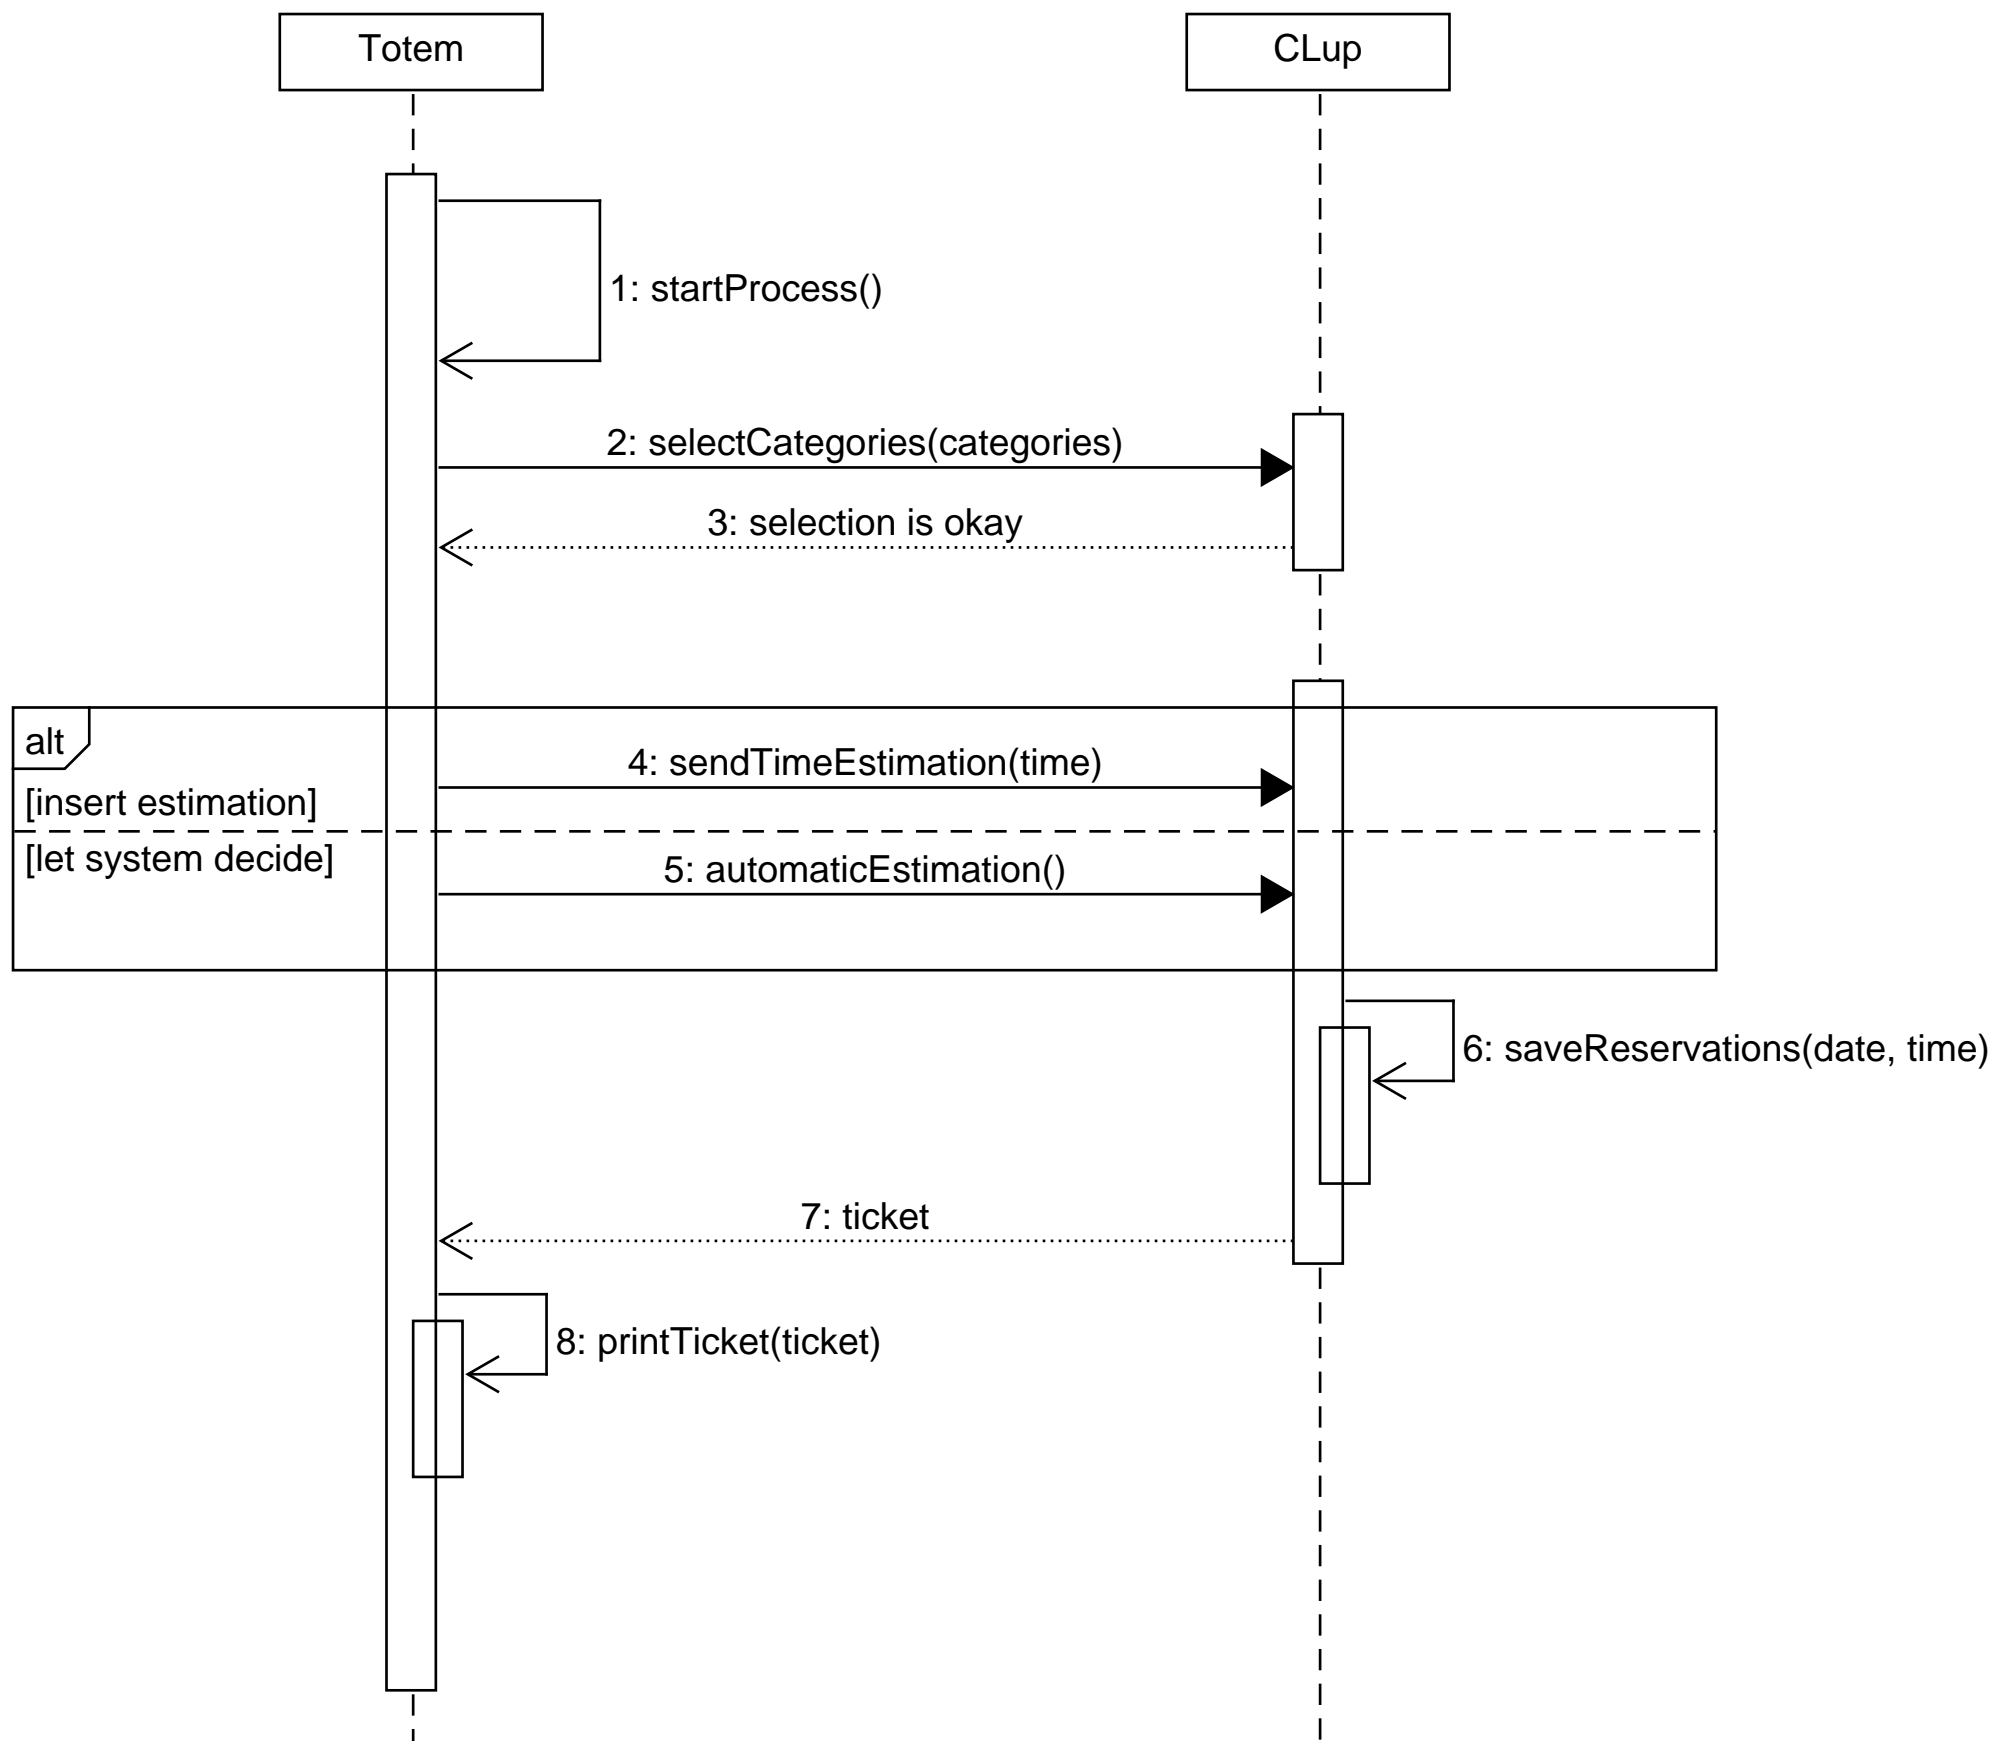 Totem
CLup
1: startProcess()
2: selectCategories(categories)
3: selection is okay
alt
4: sendTimeEstimation(time)
[insert estimation]
[let system decide]
5: automaticEstimation()
6: saveReservations(date, time)
7: ticket
8: printTicket(ticket)